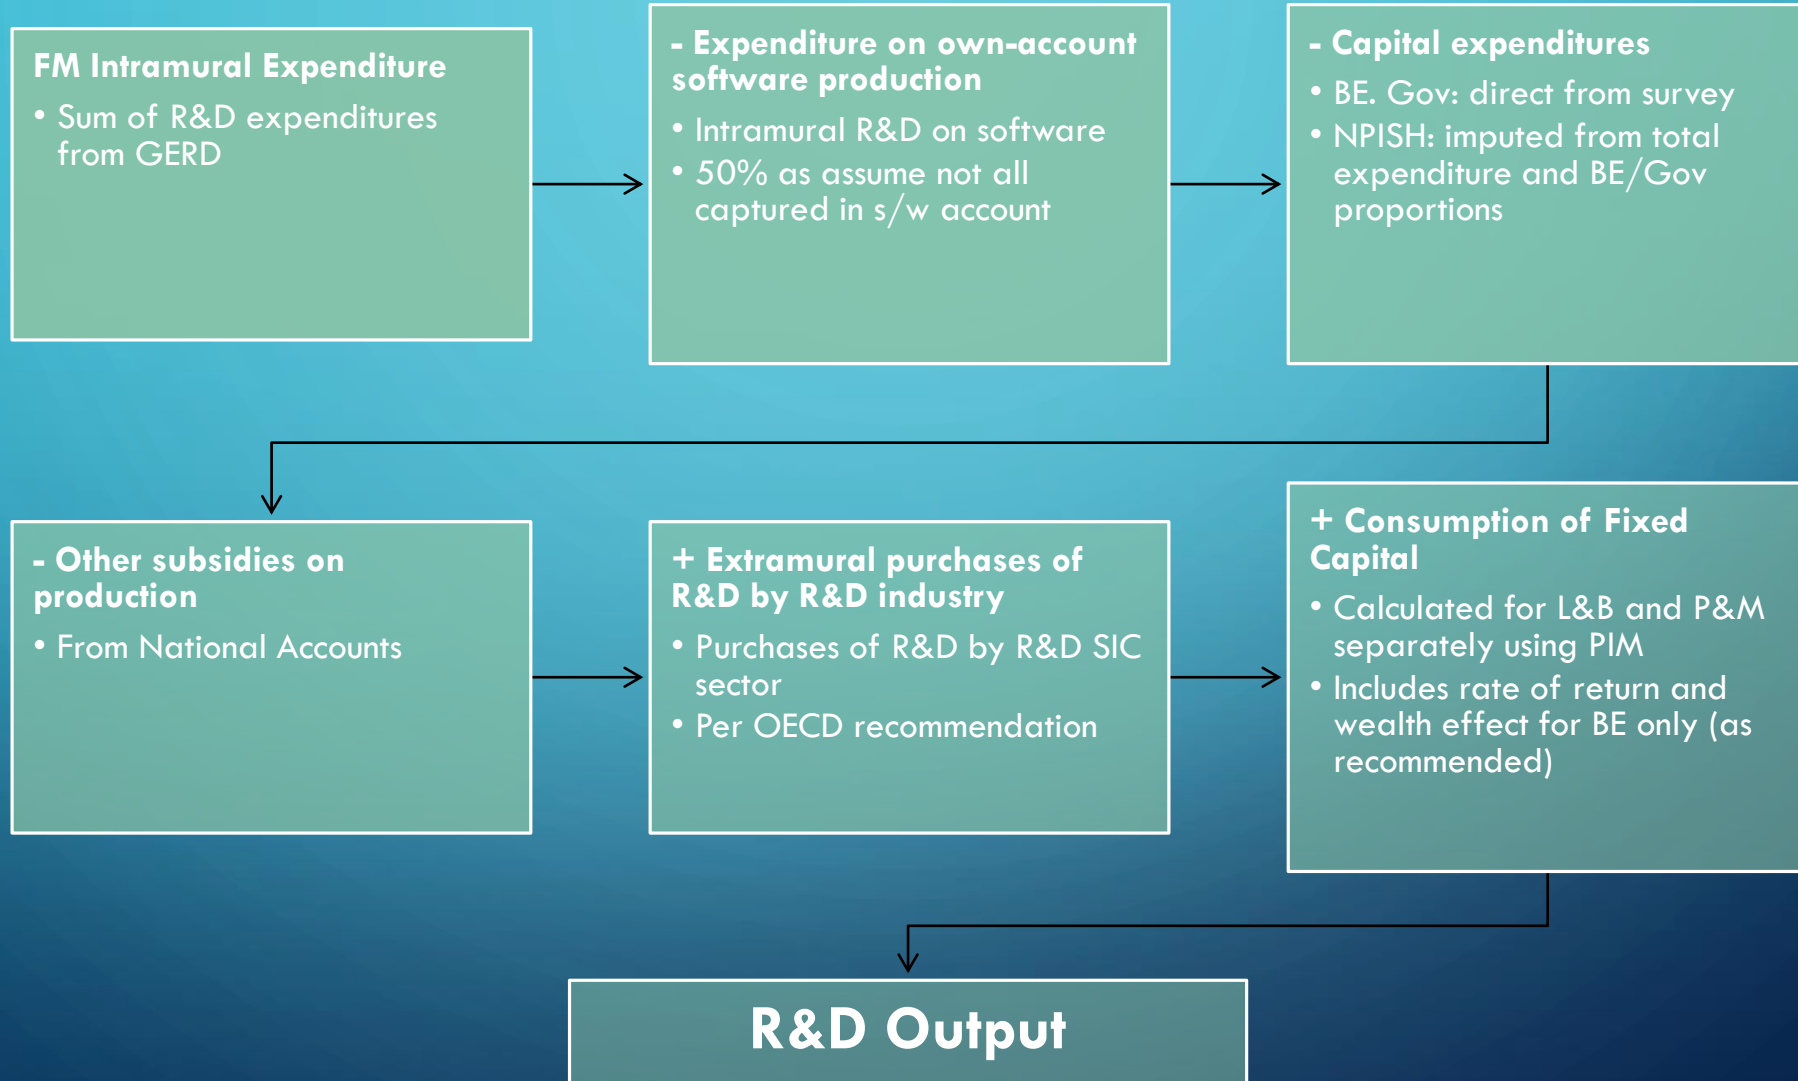 FM Intramural Expenditure
• Sum of R&D expenditures
from GERD
- Expenditure on own-account
software production
• Intramural R&D on software
• 50% as assume not all
captured in s/w account
- Capital expenditures
• BE. Gov: direct from survey
• NPISH: imputed from total
expenditure and BE/Gov
proportions
- Other subsidies on
production
• From National Accounts
+ Extramural purchases of
R&D by R&D industry
• Purchases of R&D by R&D SIC
sector
• Per OECD recommendation
+ Consumption of Fixed
Capital
• Calculated for L&B and P&M
separately using PIM
• Includes rate of return and
wealth effect for BE only (as
recommended)
R&D Output